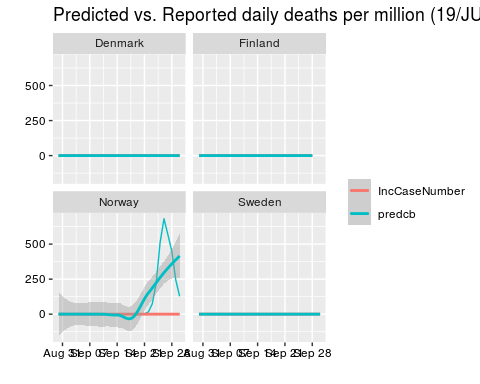 Predicted vs. Reported daily deaths per million (19/JU
Denmark
Finland
500
250
0
Norway
Sweden
500
250
0
Aug 31 Sep 07 Sep 14 Sep 21 Sep 28
Aug 31 Sep 07 Sep 14 Sep 21 Sep 28
IncCaseNumber
predcb